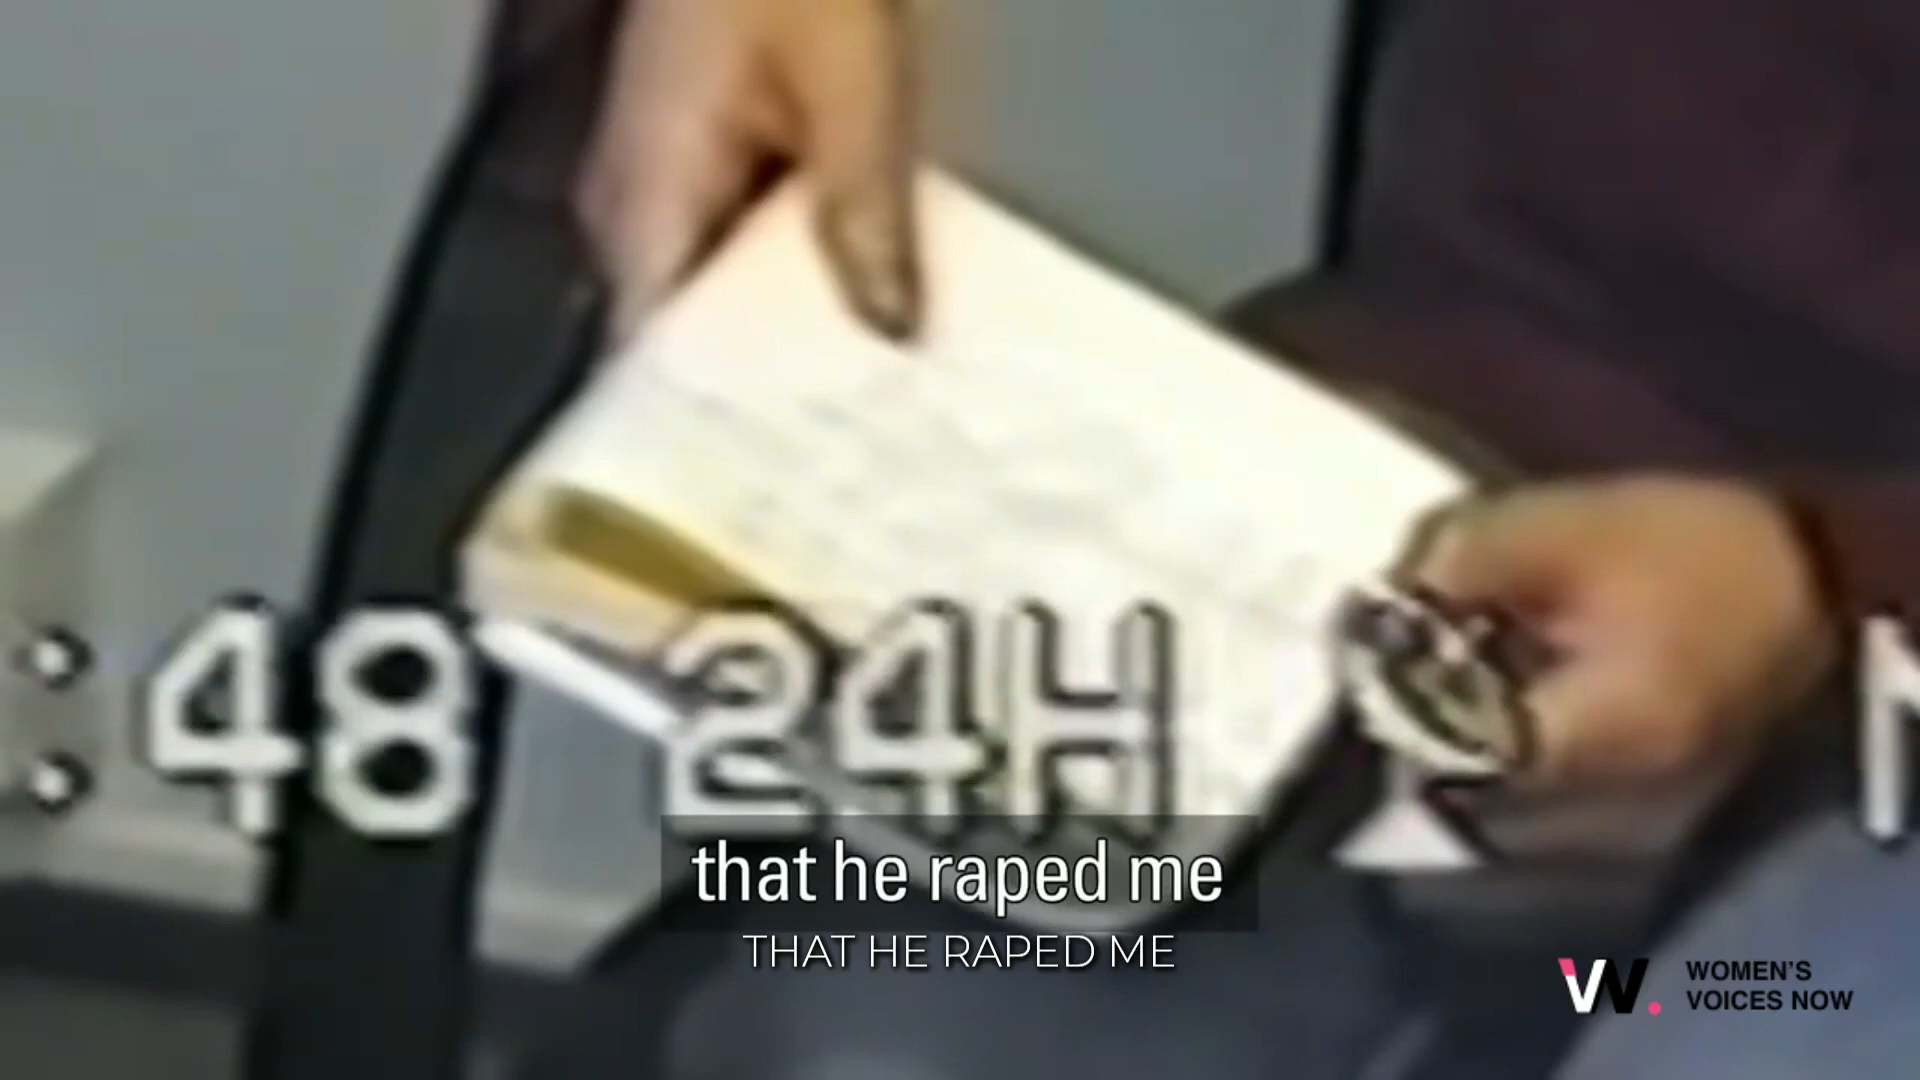 :48 24H
that he raped me
THAT HE RAPED ME
WOMEN'S
VOICES NOW